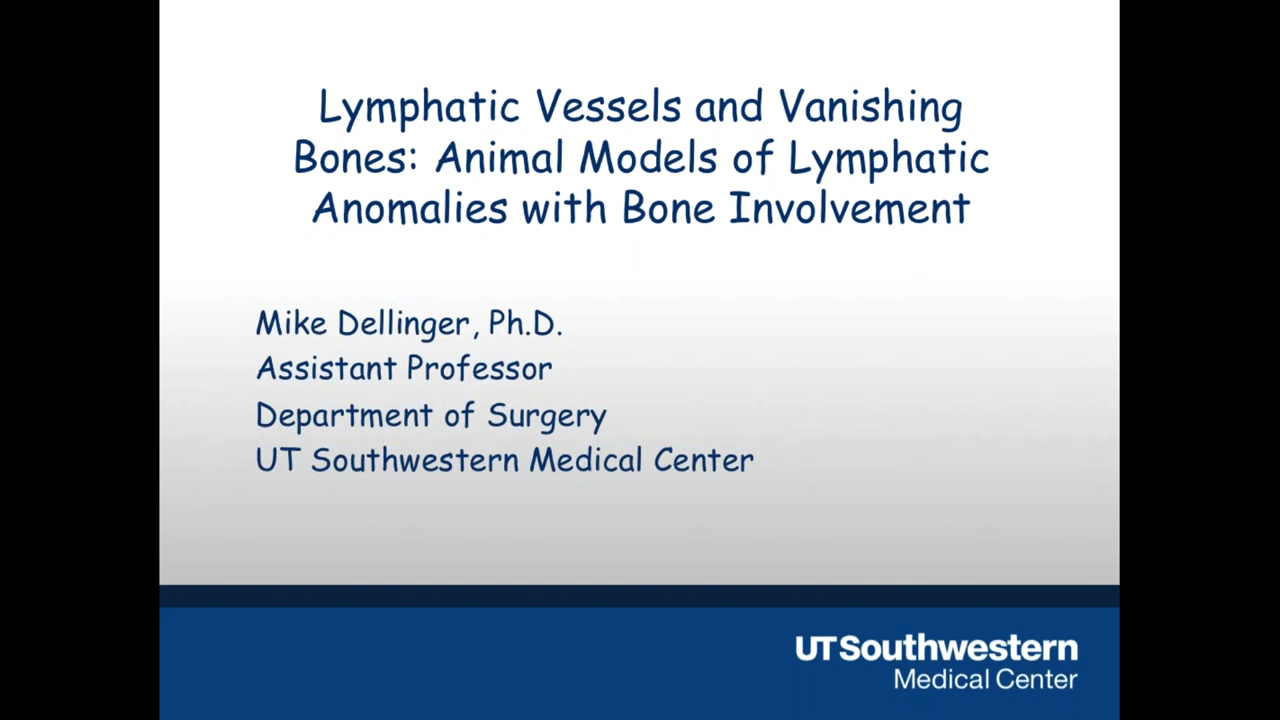 Lymphatic Vessels and Vanishing
Bones: Animal Models of Lymphatic
Anomalies with Bone Involvement
Mike Dellinger, Ph.D.
Assistant Professor
Department of Surgery
UT Southwestern Medical Center
UTSouthwestern
Medical Center